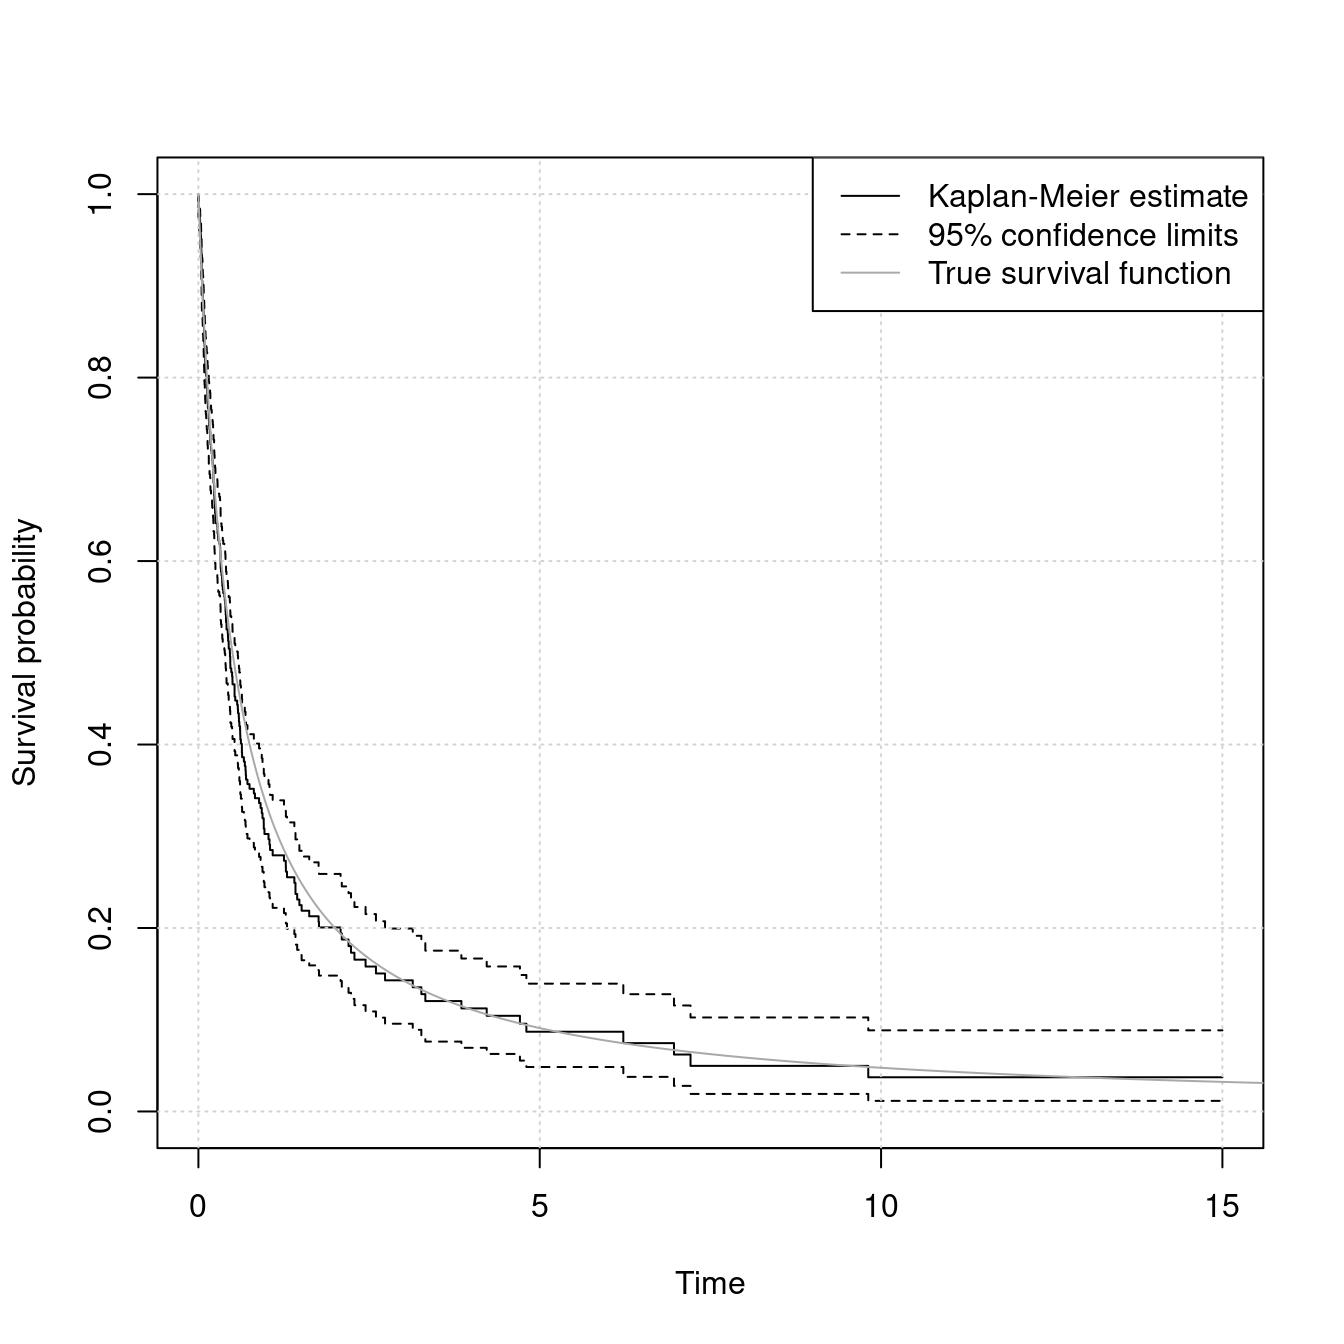 Kaplan-Meier estimate
95% confidence limits
True survival function
Survival probability
1.0
0.8
0.6
0.4
0.2
0.0
0 5 10 15
Time